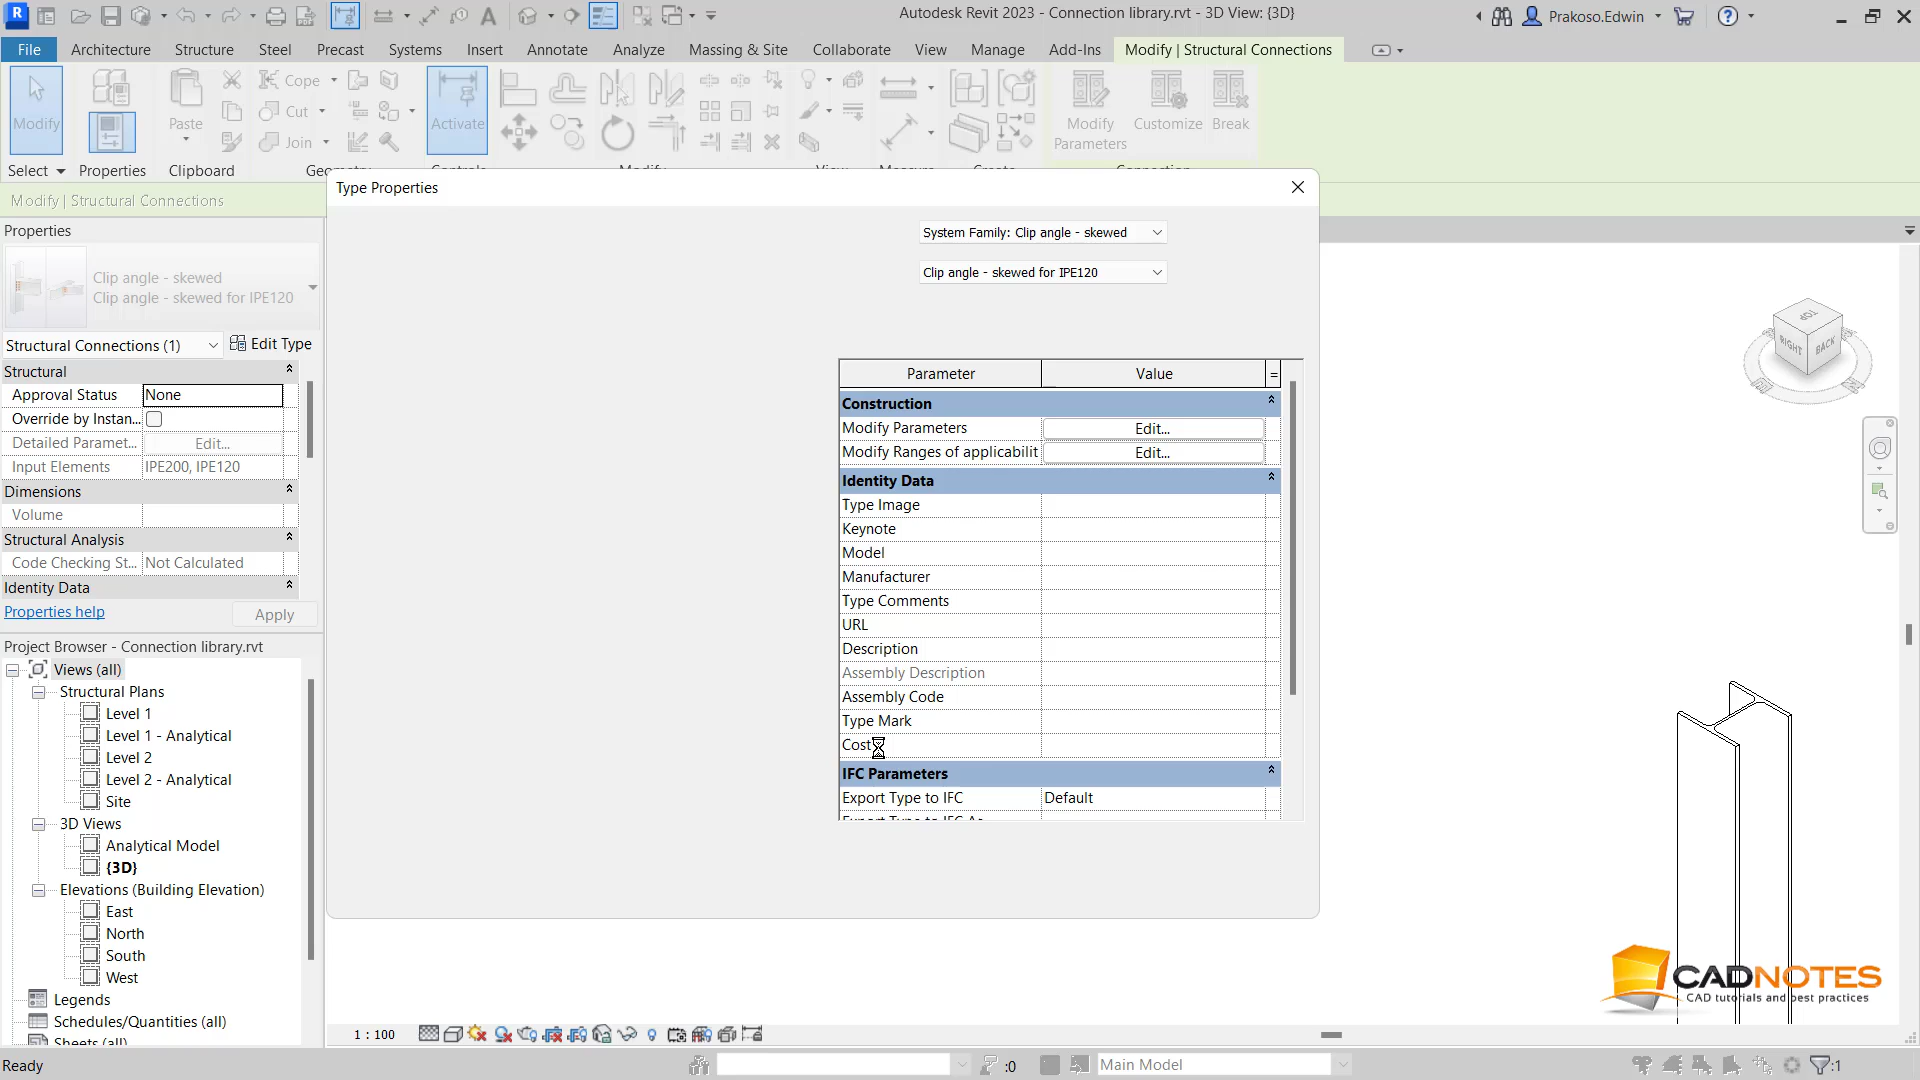 Autodesk Revit 2023 - Connection library.rvt - 3D View: {3D}
Prakoso.Edwin
File Architecture Structure Steel Precast Systems Insert Annotate Analyze Massing & Site Collaborate View Manage Add-Ins Modify | Structural Connections
Cope
Cut
Join
Modify
Paste
Activate
Modify Parameters
Customize
Break
Select Properties Clipboard
Modify | Structural Connections
Type Properties
System Family: Clip angle - skewed
Clip angle - skewed for IPE120
Parameter Value =
Construction
Modify Parameters Edit...
Modify Ranges of applicabilit Edit...
Identity Data
Type Image
Keynote
Model
Manufacturer
Type Comments
URL
Description
Assembly Description
Assembly Code
Type Mark
Cost
IFC Parameters
Export Type to IFC Default
Properties
Clip angle - skewed
Clip angle - skewed for IPE120
Structural Connections (1) Edit Type
Structural
Approval Status None
Override by Instan...
Detailed Paramet... Edit...
Input Elements IPE200, IPE120
Dimensions
Volume
Structural Analysis
Code Checking St... Not Calculated
Identity Data
Properties help Apply
Project Browser - Connection library.rvt
Views (all)
Structural Plans
Level 1
Level 1 - Analytical
Level 2
Level 2 - Analytical
Site
3D Views
Analytical Model
{3D}
Elevations (Building Elevation)
East
North
South
West
Legends
Schedules/Quantities (all)
Sheets (all)
TOP
RIGHT BACK
CADNOTES
CAD tutorials and best practices
1 : 100
Ready :0 Main Model :1